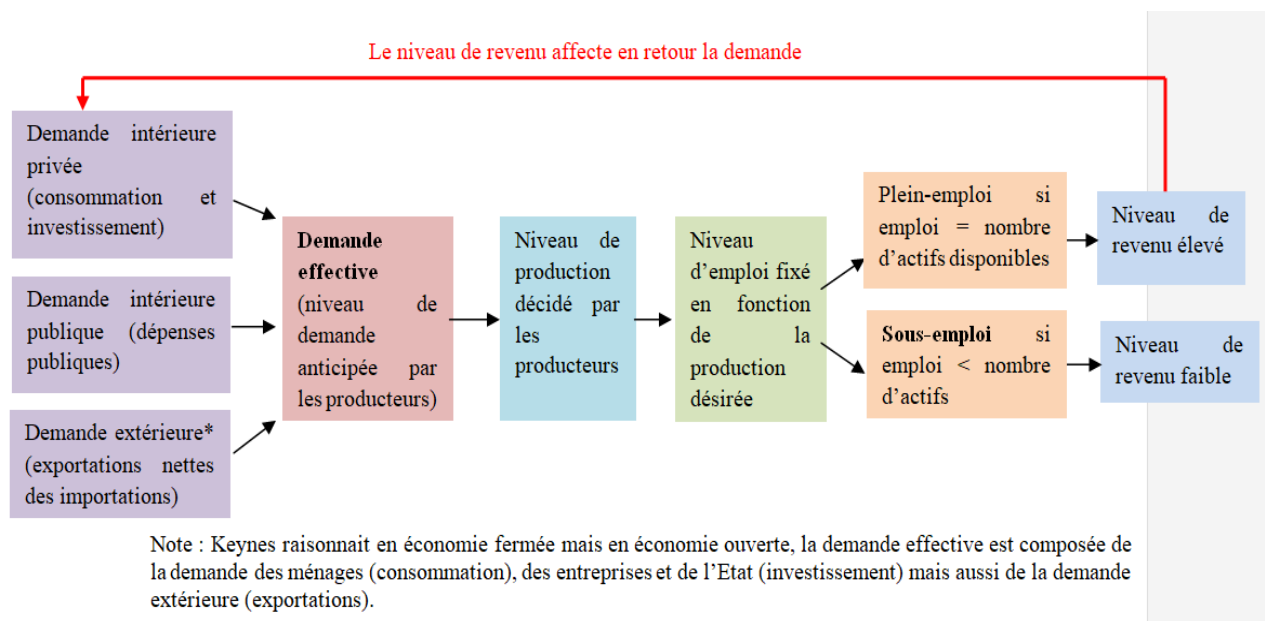 Le niveau de revenu affecte en retour la demande
Demande intérieure
privée
(consommation et
investissement)
Demande intérieure
publique (dépenses
publiques)
Demande extérieure*
(exportations nettes
des importations)
Demande
effective
(niveau de
demande
anticipée par
les producteurs)
Niveau de
production
décidé par
les
producteurs
Niveau
d’emploi fixé
en fonction
de la
production
désirée
Plein-emploi si
emploi = nombre
d’actifs disponibles
Sous-emploi si
emploi < nombre
d’actifs
Niveau de
revenu élevé
Niveau de
revenu faible
Note : Keynes raisonnait en économie fermée mais en économie ouverte, la demande effective est composée de
la demande des ménages (consommation), des entreprises et de l’Etat (investissement) mais aussi de la demande
extérieure (exportations).